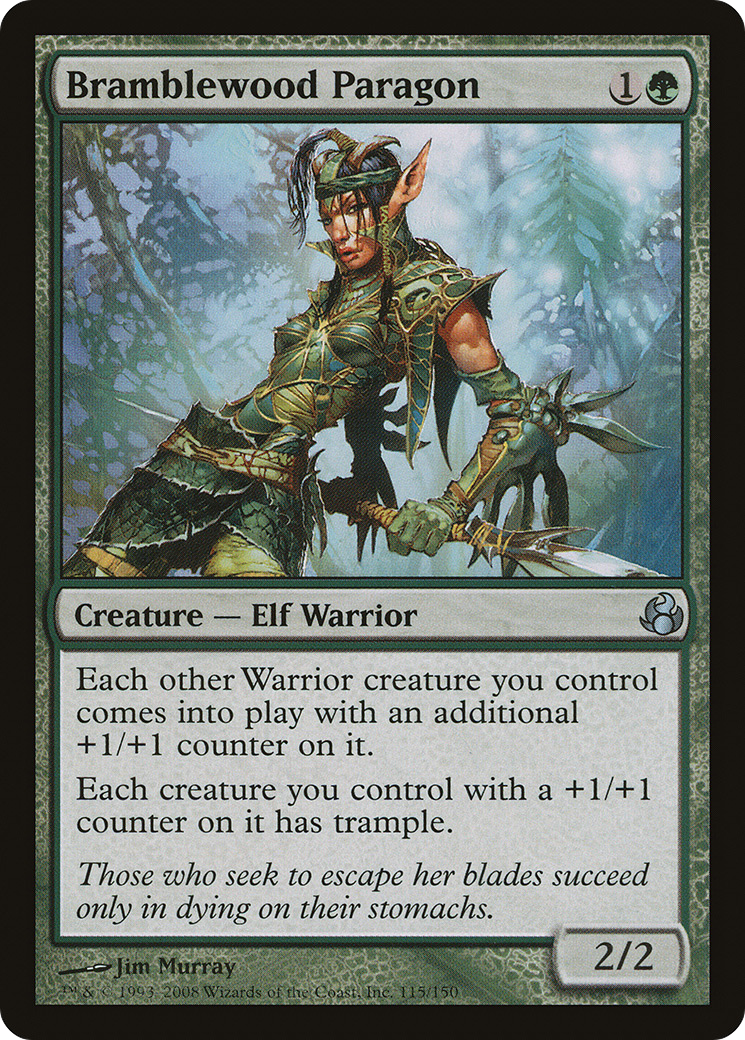 Bramblewood Paragon 1
Creature — Elf Warrior
Each other Warrior creature you control
comes into play with an additional
+1/+1 counter on it.
Each creature you control with a +1/+1
counter on it has trample.
Those who seek to escape her blades succeed
only in dying on their stomachs.
2/2
Jim Murray
™ & © 1993–2008 Wizards of the Coast, Inc. 115/150